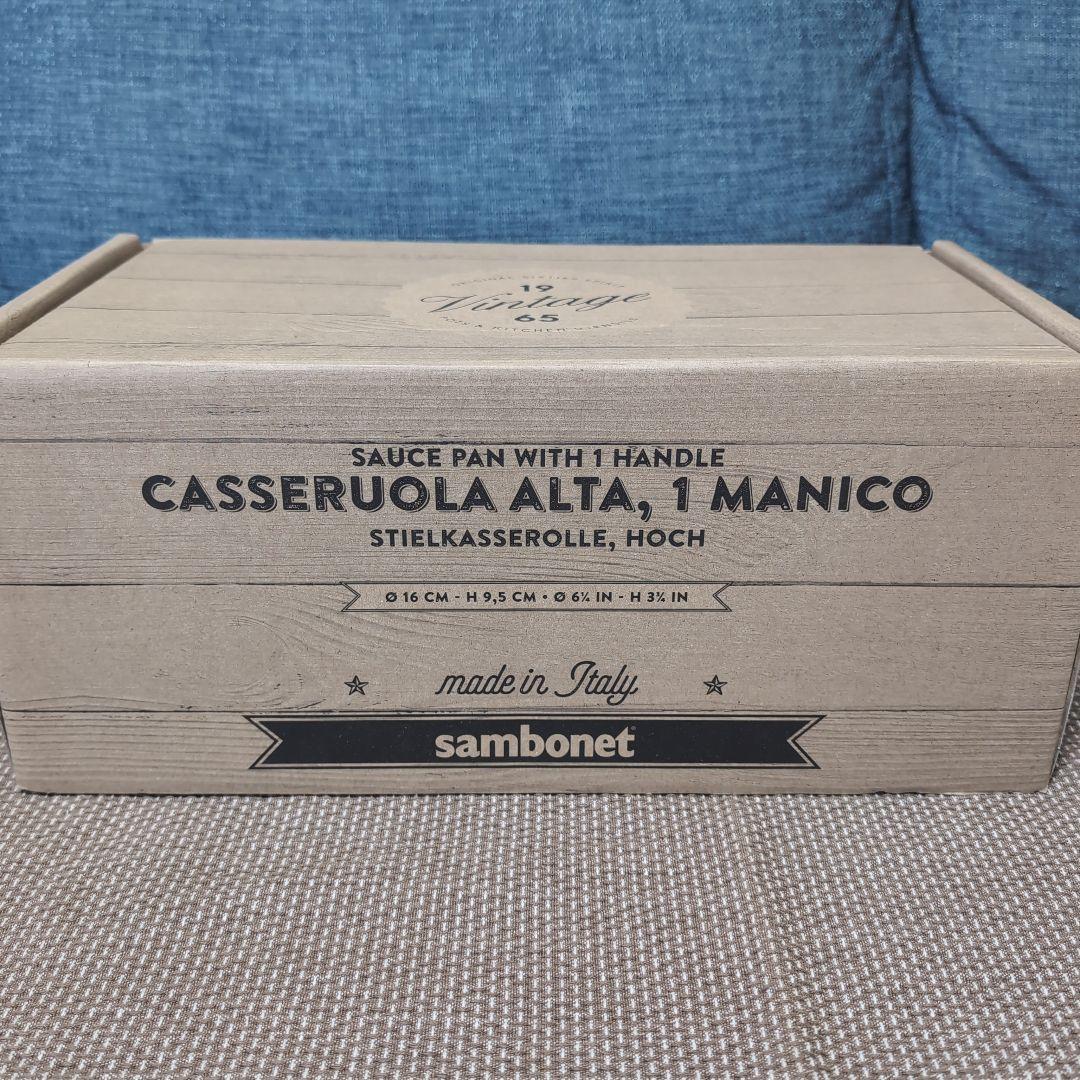 19
Vintage
65
SAUCE PAN WITH 1 HANDLE
CASSERUOLA ALTA, 1 MANICO
STIELKASSEROLLE, HOCH
Ø 16 CM - H 9,5 CM • Ø 6¼ IN - H 3¾ IN
made in Italy
sambonet